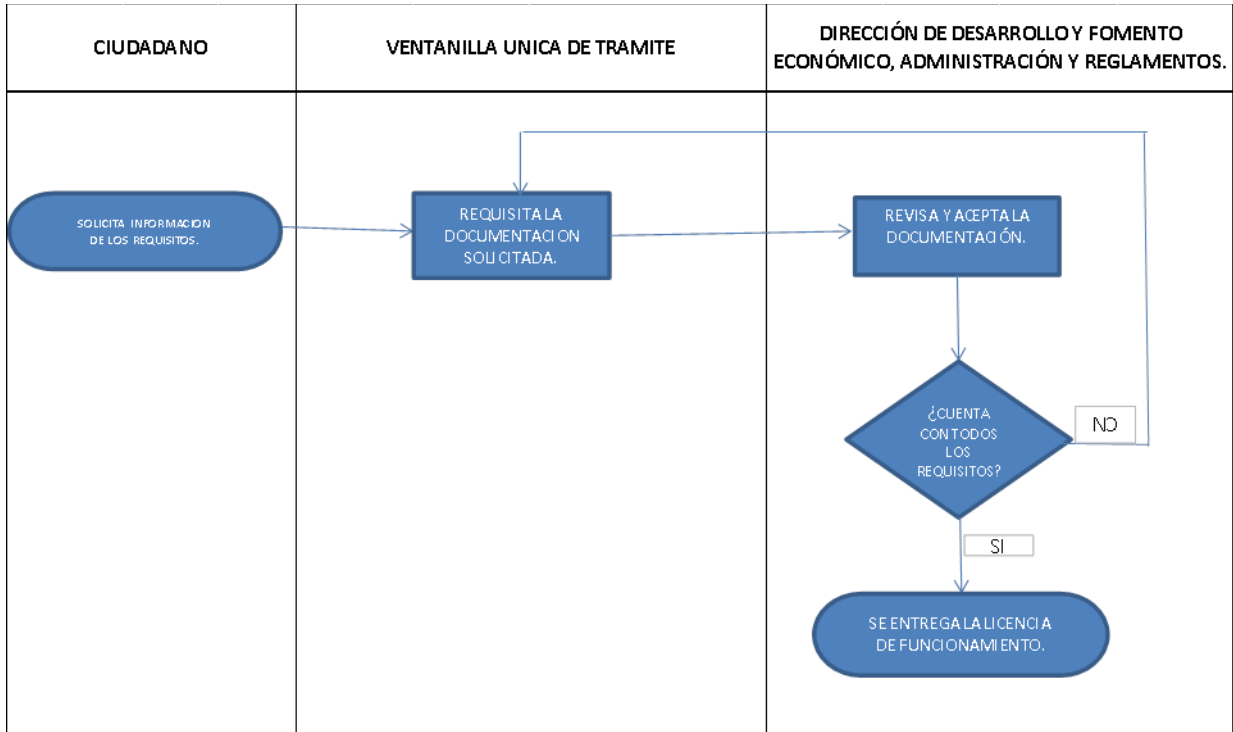 CIUDADANO
VENTANILLA UNICA DE TRAMITE
DIRECCIÓN DE DESARROLLO Y FOMENTO
ECONÓMICO, ADMINISTRACIÓN Y REGLAMENTOS.
SOLICITA INFORMACION
DE LOS REQUISITOS.
REQUISITA LA
DOCUMENTACION
SOLICITADA.
REVISA Y ACEPTA LA
DOCUMENTACIÓN.
¿CUENTA
CON TODOS
LOS
REQUISITOS?
NO
SI
SE ENTREGA LA LICENCIA
DE FUNCIONAMIENTO.